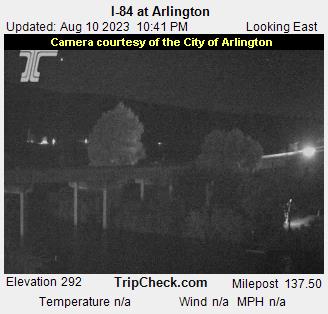 I-84 at Arlington
Updated: Aug 10 2023 10:41 PM Looking East
Camera courtesy of the City of Arlington
Elevation 292 TripCheck.com Milepost 137.50
Temperature n/a Wind n/a MPH n/a